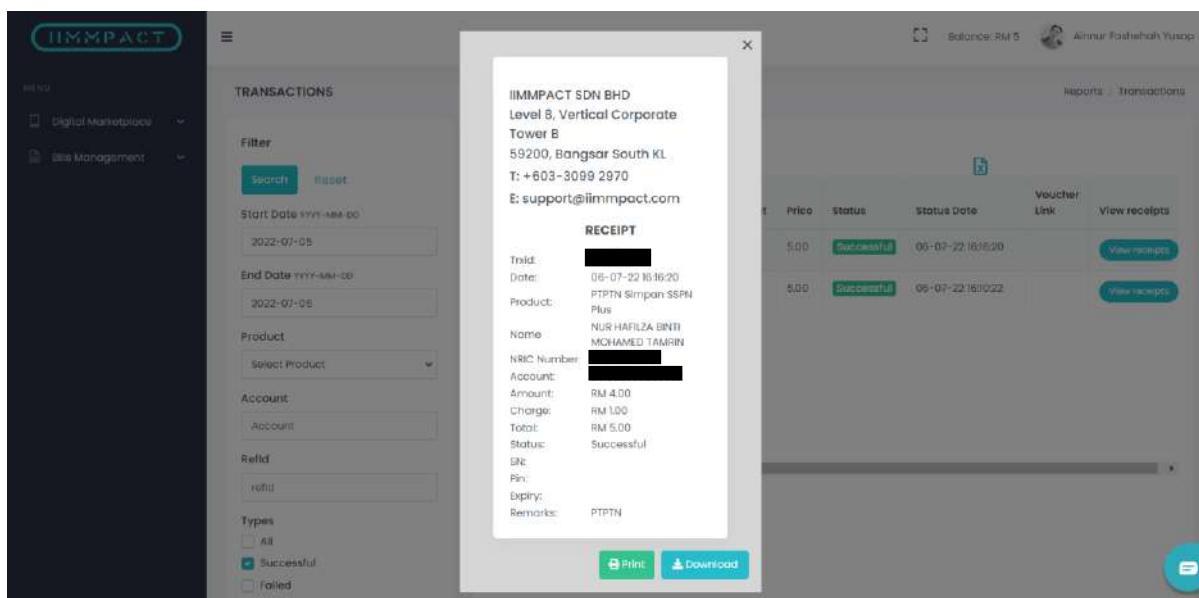 IIMMPACT
Balance: RM 5
Ainnur Fashehah Yusop
MENU
Digital Marketplace
Bills Management
TRANSACTIONS
Reports / Transactions
Filter
Search Reset
Start Date YYYY-MM-DD
2022-07-05
End Date YYYY-MM-DD
2022-07-06
Product
Select Product
Account
Account
RefId
refId
Types
All
Successful
Failed
×
IIMMPACT SDN BHD
Level 8, Vertical Corporate
Tower B
59200, Bangsar South KL
T: +603-3099 2970
E: support@iimmpact.com
RECEIPT
TrxId:
Date: 06-07-22 16:16:20
Product: PTPTN Simpan SSPN
Plus
Name NUR HAFILZA BINTI
MOHAMED TAMRIN
NRIC Number
Account:
Amount: RM 4.00
Charge: RM 1.00
Total: RM 5.00
Status: Successful
SN:
Pin:
Expiry:
Remarks: PTPTN
Print Download
Price Status Status Date Voucher
Link View receipts
5.00 Successful 06-07-22 16:16:20 View receipts
5.00 Successful 06-07-22 16:10:22 View receipts